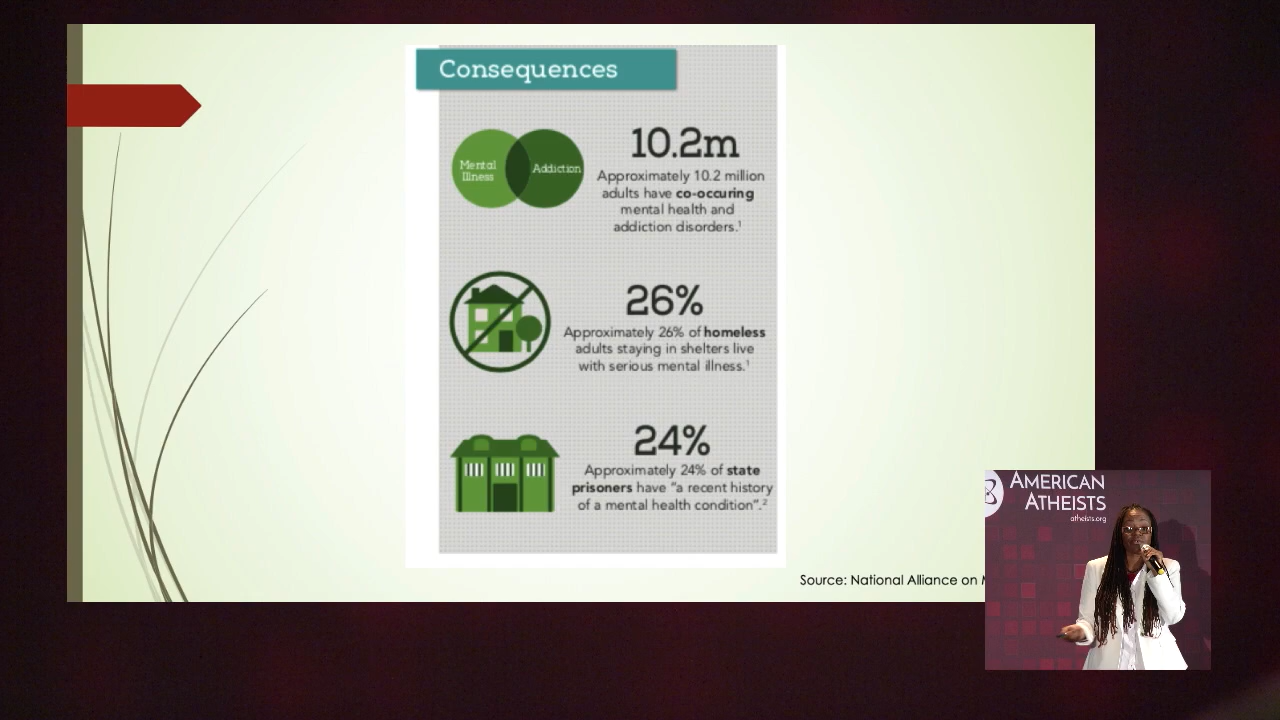 Consequences
Mental
Illness
Addiction
10.2m
Approximately 10.2 million
adults have co-occuring
mental health and
addiction disorders.¹
26%
Approximately 26% of homeless
adults staying in shelters live
with serious mental illness.¹
24%
Approximately 24% of state
prisoners have “a recent history
of a mental health condition”.²
Source: National Alliance on
AMERICAN
ATHEISTS
atheists.org